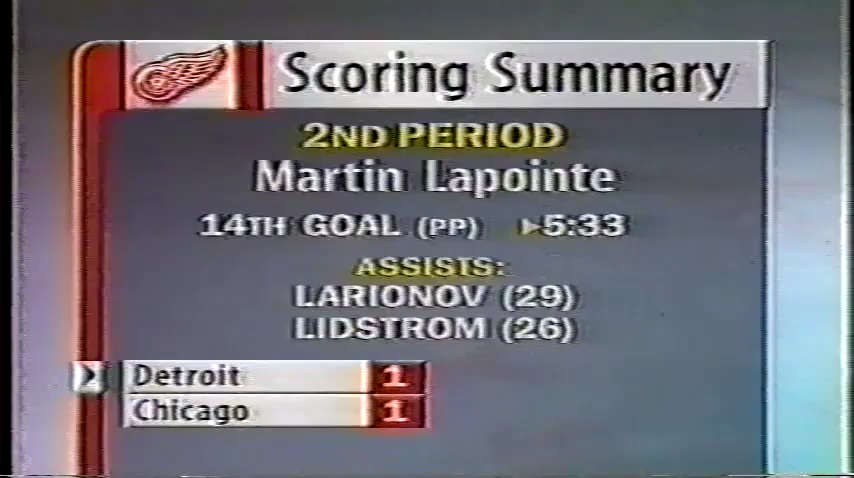 Scoring Summary
2ND PERIOD
Martin Lapointe
14TH GOAL (PP) ▸5:33
ASSISTS:
LARIONOV (29)
LIDSTROM (26)
Detroit 1
Chicago 1